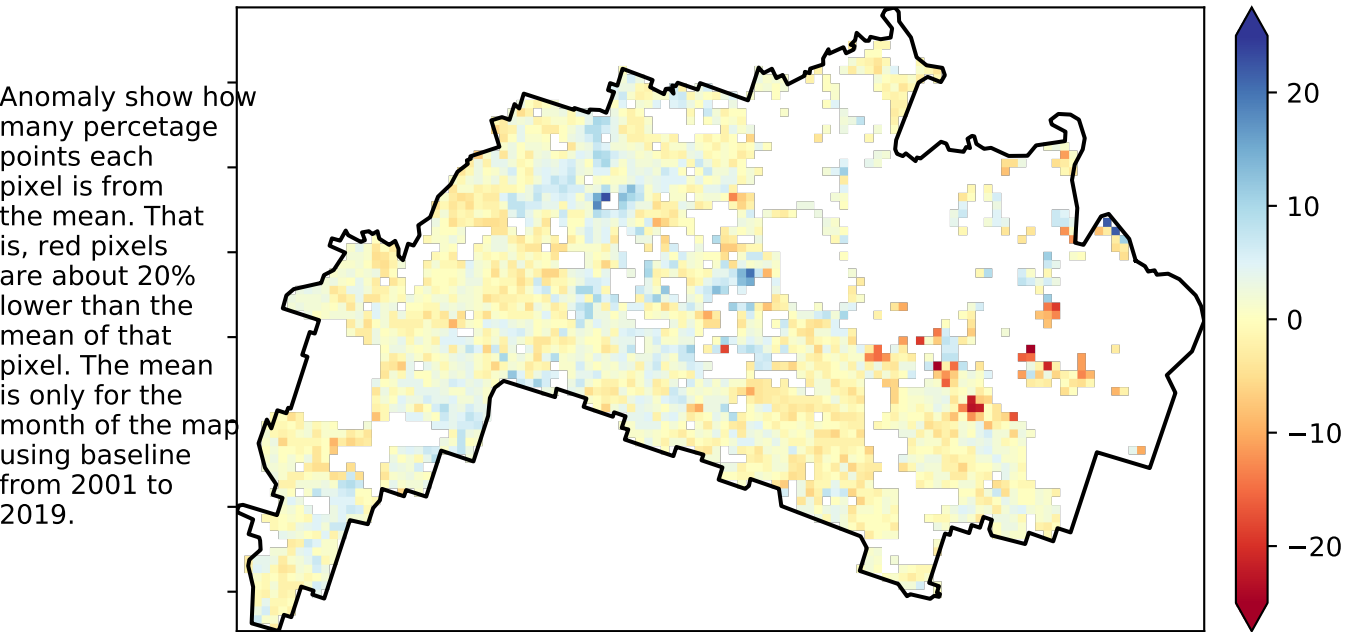 Anomaly show how
many percetage
points each
pixel is from
the mean. That
is, red pixels
are about 20%
lower than the
mean of that
pixel. The mean
is only for the
month of the map
using baseline
from 2001 to
2019.
20
10
0
−10
−20